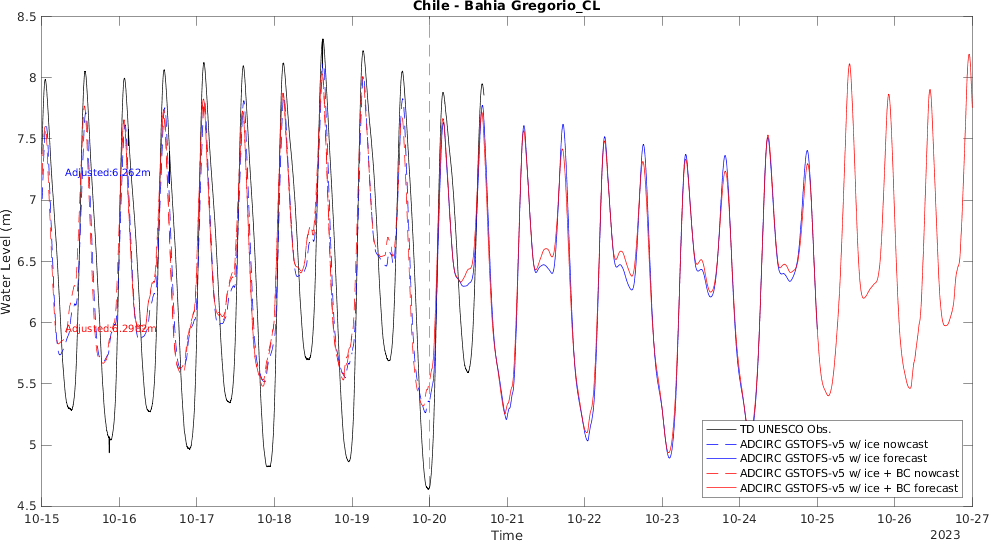 Chile - Bahia Gregorio_CL
Water Level (m)
8.5
8
7.5
7
6.5
6
5.5
5
4.5
Adjusted:6.262m
TD UNESCO Obs.
ADCIRC GSTOFS-v5 w/ ice nowcast
ADCIRC GSTOFS-v5 w/ ice forecast
ADCIRC GSTOFS-v5 w/ ice + BC nowcast
ADCIRC GSTOFS-v5 w/ ice + BC forecast
10-15 10-16 10-17 10-18 10-19 10-20 10-21 10-22 10-23 10-24 10-25 10-26 10-27
Time
2023